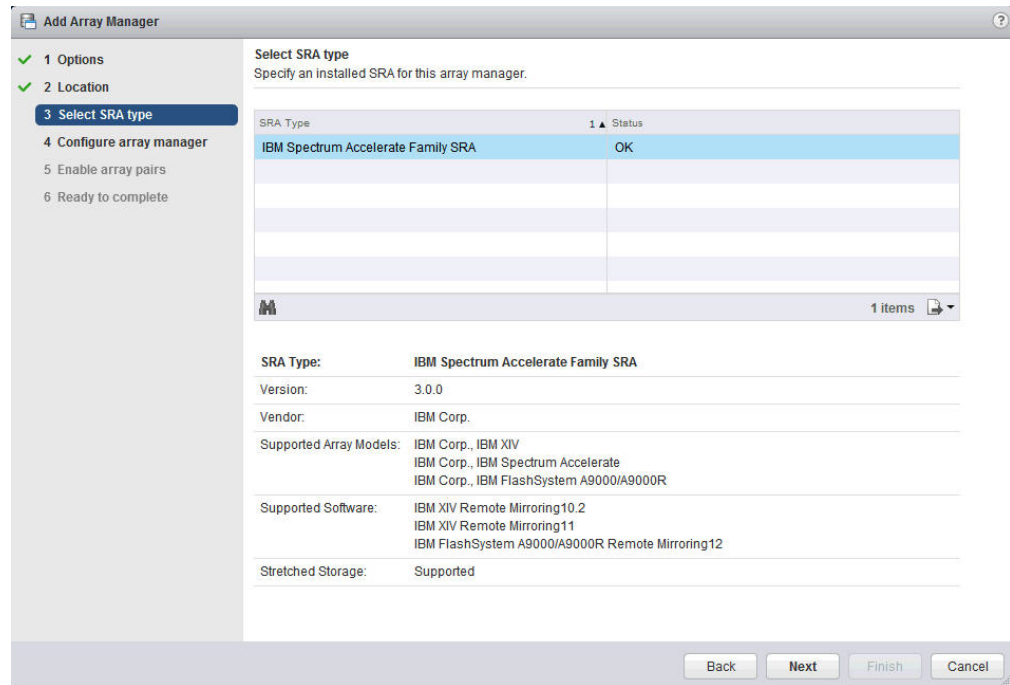 Add Array Manager
?
1 Options
2 Location
3 Select SRA type
4 Configure array manager
5 Enable array pairs
6 Ready to complete
Select SRA type
Specify an installed SRA for this array manager.
SRA Type 1 ▲ Status
IBM Spectrum Accelerate Family SRA OK
1 items
SRA Type: IBM Spectrum Accelerate Family SRA
Version: 3.0.0
Vendor: IBM Corp.
Supported Array Models: IBM Corp., IBM XIV
IBM Corp., IBM Spectrum Accelerate
IBM Corp., IBM FlashSystem A9000/A9000R
Supported Software: IBM XIV Remote Mirroring10.2
IBM XIV Remote Mirroring11
IBM FlashSystem A9000/A9000R Remote Mirroring12
Stretched Storage: Supported
Back Next Finish Cancel